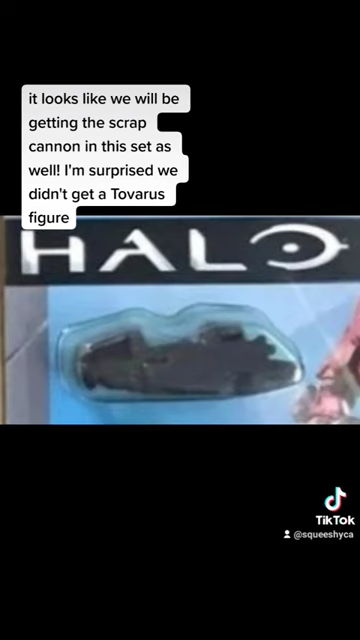 it looks like we will be
getting the scrap
cannon in this set as
well! I'm surprised we
didn't get a Tovarus
figure
HALO
TikTok
@squeeshyca